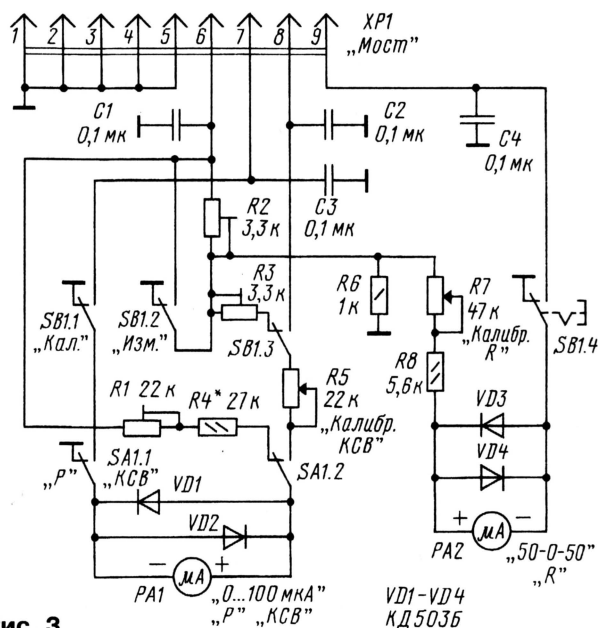 1 2 3 4 5 6 7 8 9 XP1
„Мост"
C1
0,1 мк
C2
0,1 мк
C4
0,1 мк
C3
0,1 мк
R2
3,3 к
R3
3,3 к
R6
1 к
R7
47 к
„Калибр.
R"
SB1.1
„Кал."
SB1.2
„Изм."
SB1.3
SB1.4
R8
5,6 к
R1 22 к
R4* 27 к
R5
22 к
„Калибр.
КСВ"
SA1.1
„P" „КСВ"
SA1.2
VD1
VD2
VD3
VD4
− μA +
PA1
„0...100 мкА"
„P" „КСВ"
+ μA −
PA2
„50-0-50"
„R"
VD1-VD4
КД503Б
ис. 3